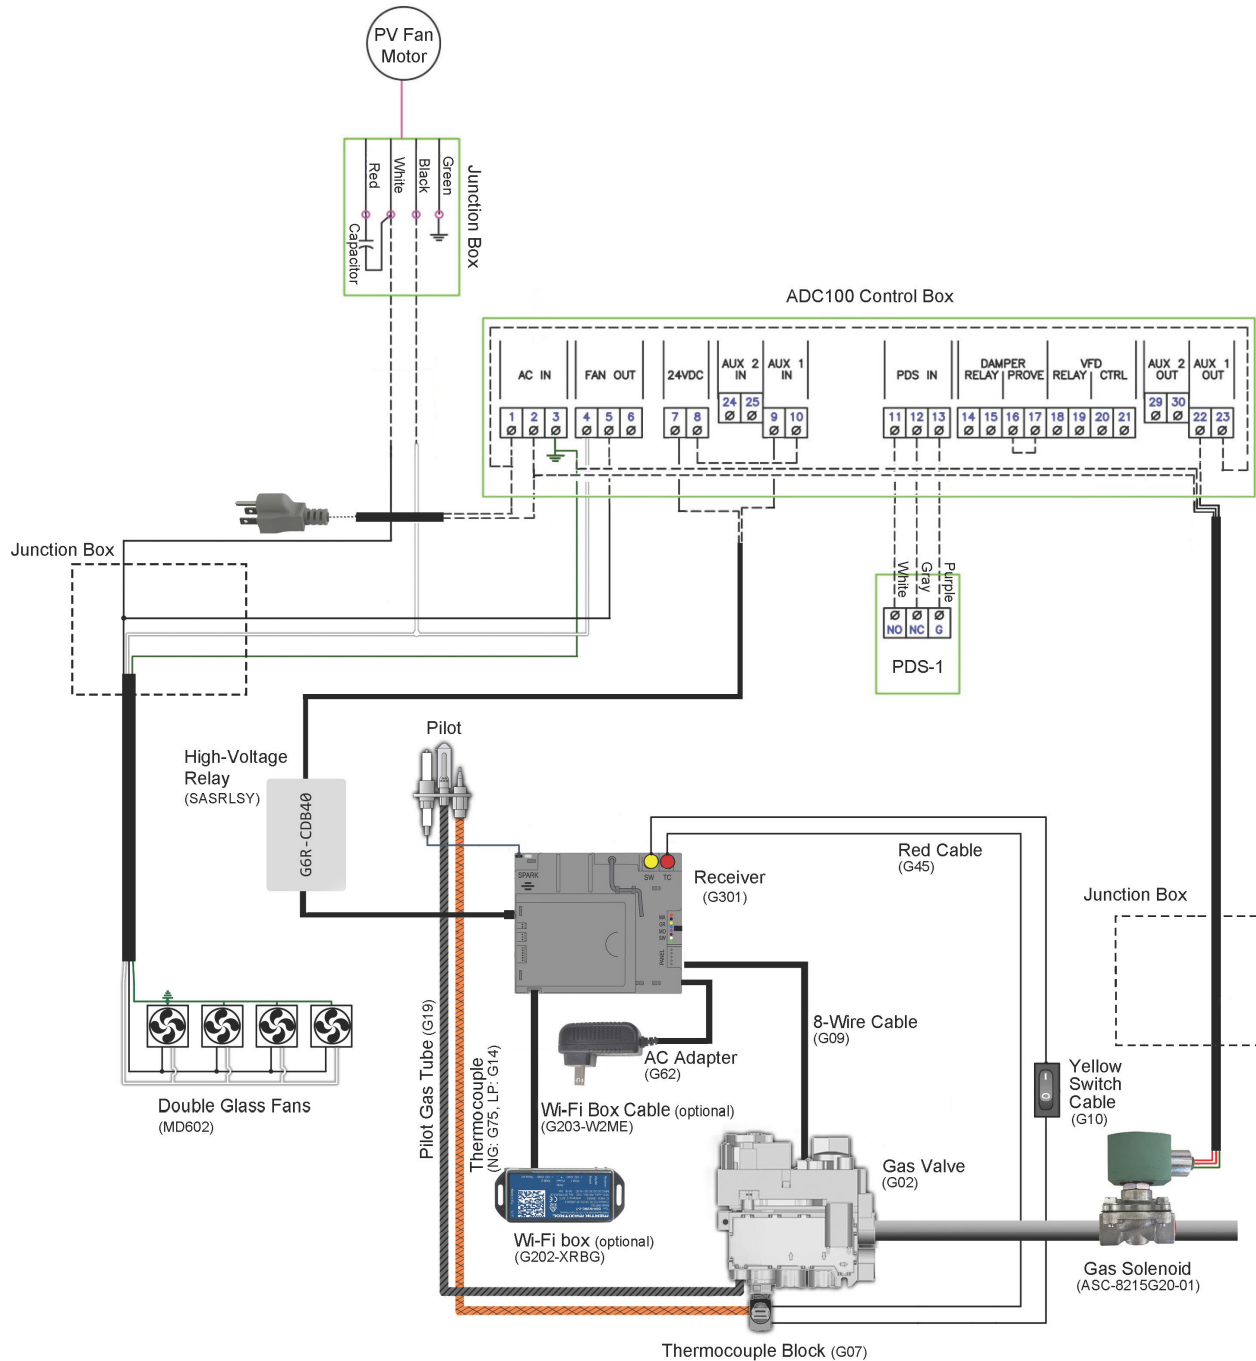 PV Fan
Motor
Red
White
Black
Green
Capacitor
Junction Box
ADC100 Control Box
AC IN
FAN OUT
24VDC
AUX 2
IN
AUX 1
IN
PDS IN
DAMPER
RELAY PROVE
VFD
RELAY CTRL
AUX 2
OUT
AUX 1
OUT
24 25
29 30
1 2 3
4 5 6
7 8
9 10
11 12 13
14 15 16 17 18 19 20 21
22 23
Junction Box
White
Gray
Purple
NO NC G
PDS-1
Pilot
High-Voltage
Relay
(SASRLSY)
G6R-CDB40
SPARK
SW TC
PANEL
Receiver
(G301)
Red Cable
(G45)
Junction Box
8-Wire Cable
(G09)
AC Adapter
(G62)
Pilot Gas Tube (G19)
Thermocouple
(NG: G75, LP: G14)
Wi-Fi Box Cable (optional)
(G203-W2ME)
Double Glass Fans
(MD602)
Yellow
Switch
Cable
(G10)
Gas Valve
(G02)
MERTIK MAXITROL
Wi-Fi box (optional)
(G202-XRBG)
Gas Solenoid
(ASC-8215G20-01)
Thermocouple Block (G07)